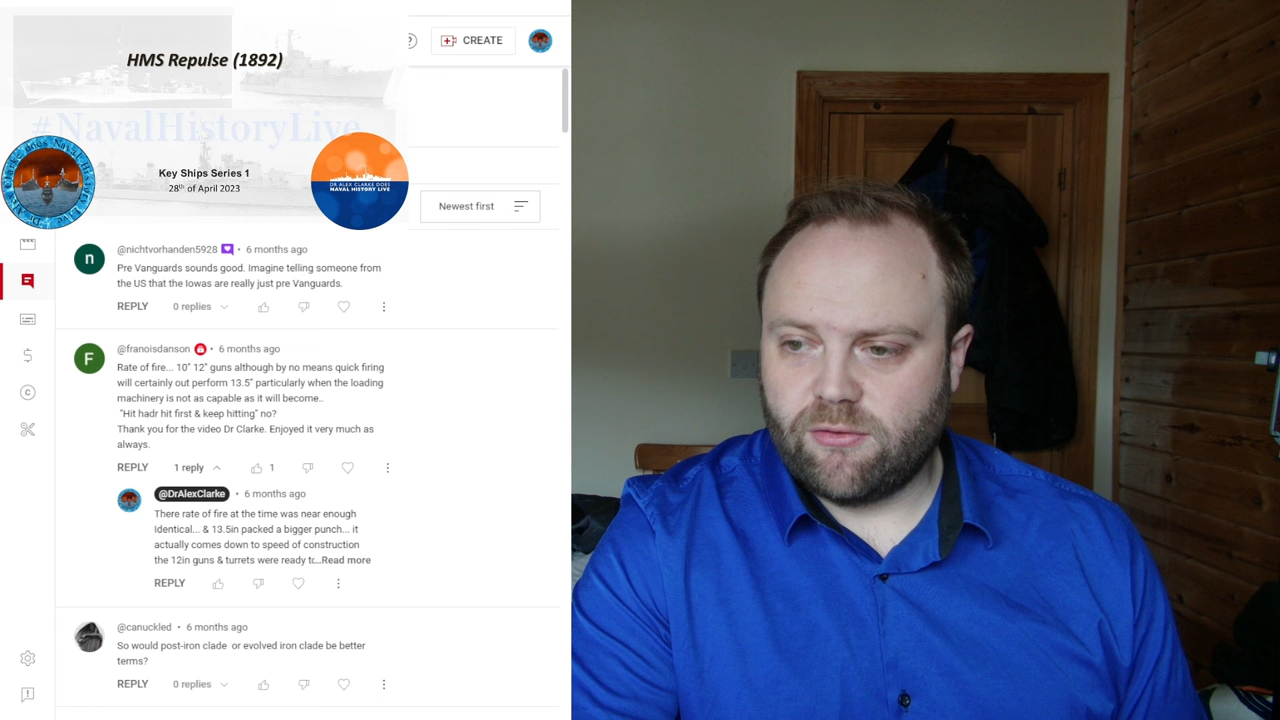 HMS Repulse (1892)
#NavalHistoryLive
Key Ships Series 1
28th of April 2023
DR ALEX CLARKE DOES
NAVAL HISTORY LIVE
CREATE
Newest first
@nichtvorhanden5928 • 6 months ago
Pre Vanguards sounds good. Imagine telling someone from
the US that the Iowas are really just pre Vanguards.
REPLY 0 replies
@franoisdanson • 6 months ago
Rate of fire... 10" 12" guns although by no means quick firing
will certainly out perform 13.5" particularly when the loading
machinery is not as capable as it will become..
"Hit hadr hit first & keep hitting" no?
Thank you for the video Dr Clarke. Enjoyed it very much as
always.
REPLY 1 reply 1
@DrAlexClarke • 6 months ago
There rate of fire at the time was near enough
Identical... & 13.5in packed a bigger punch... it
actually comes down to speed of construction
the 12in guns & turrets were ready tc...Read more
REPLY
@canuckled • 6 months ago
So would post-iron clade or evolved iron clade be better
terms?
REPLY 0 replies